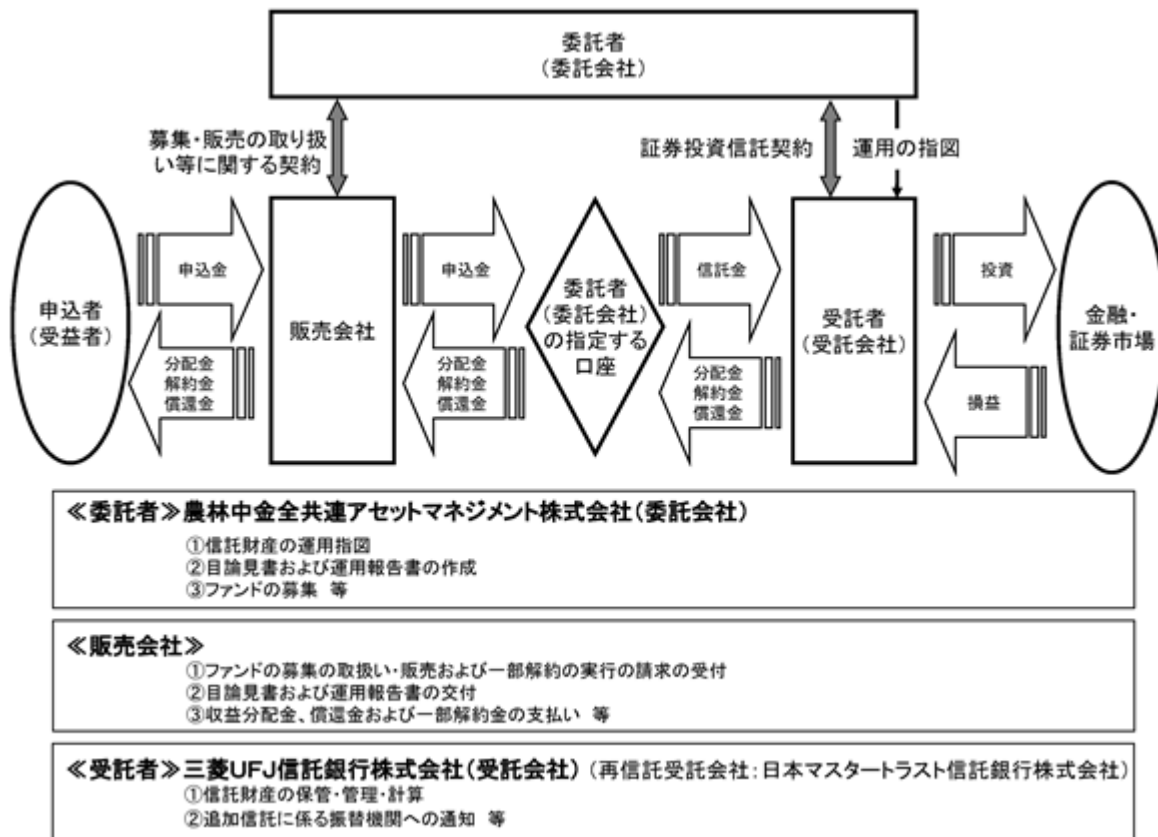 委託者
(委託会社)
募集・販売の取り扱
い等に関する契約
証券投資信託契約
運用の指図
申込者
(受益者)
申込金
分配金
解約金
償還金
販売会社
申込金
分配金
解約金
償還金
委託者
(委託会社)
の指定する
口座
信託金
分配金
解約金
償還金
受託者
(受託会社)
投資
損益
金融・
証券市場
≪委託者≫農林中金全共連アセットマネジメント株式会社(委託会社)
①信託財産の運用指図
②目論見書および運用報告書の作成
③ファンドの募集 等
≪販売会社≫
①ファンドの募集の取扱い・販売および一部解約の実行の請求の受付
②目論見書および運用報告書の交付
③収益分配金、償還金および一部解約金の支払い 等
≪受託者≫三菱UFJ信託銀行株式会社(受託会社) (再信託受託会社:日本マスタートラスト信託銀行株式会社)
①信託財産の保管・管理・計算
②追加信託に係る振替機関への通知 等